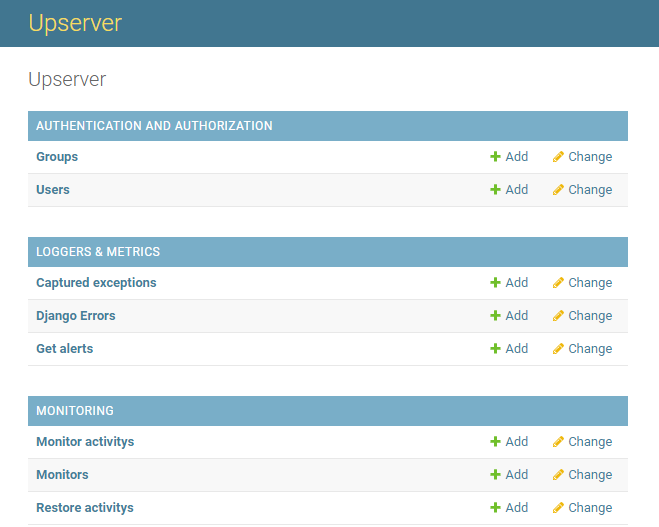 Upserver
Upserver
AUTHENTICATION AND AUTHORIZATION
Groups Add Change
Users Add Change
LOGGERS & METRICS
Captured exceptions Add Change
Django Errors Add Change
Get alerts Add Change
MONITORING
Monitor activitys Add Change
Monitors Add Change
Restore activitys Add Change